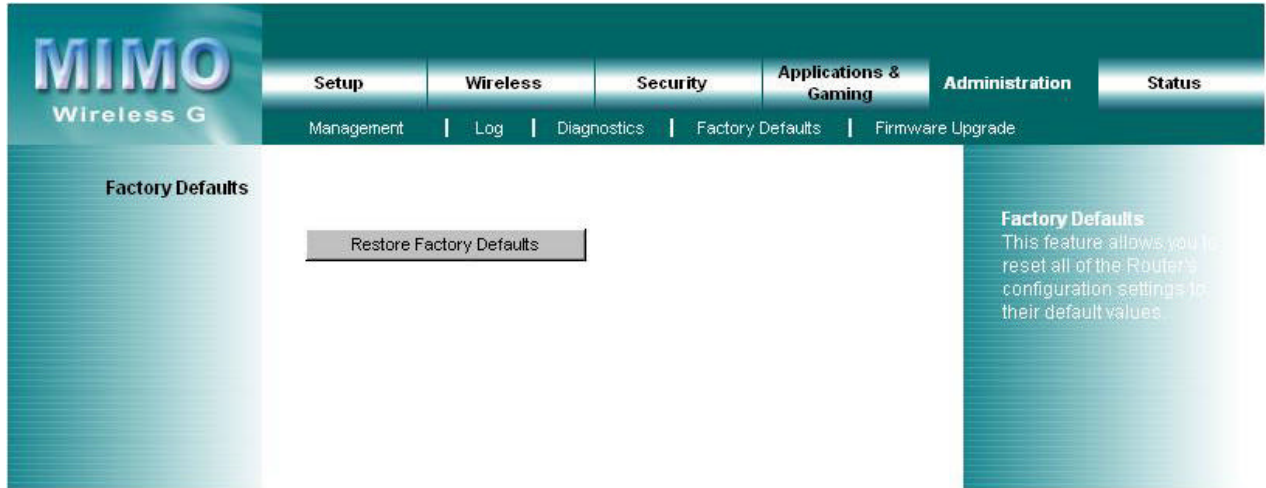 MIMO
Wireless G
Setup
Wireless
Security
Applications &
Gaming
Administration
Status
Management | Log | Diagnostics | Factory Defaults | Firmware Upgrade
Factory Defaults
Restore Factory Defaults
Factory Defaults
This feature allows you to
reset all of the Router's
configuration settings to
their default values.